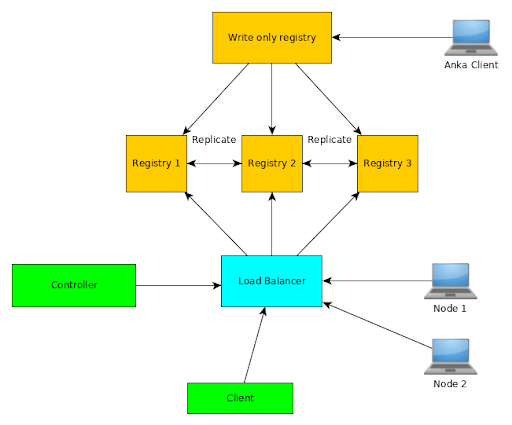 Write only registry
Anka Client
Replicate
Replicate
Registry 1
Registry 2
Registry 3
Load Balancer
Controller
Node 1
Node 2
Client